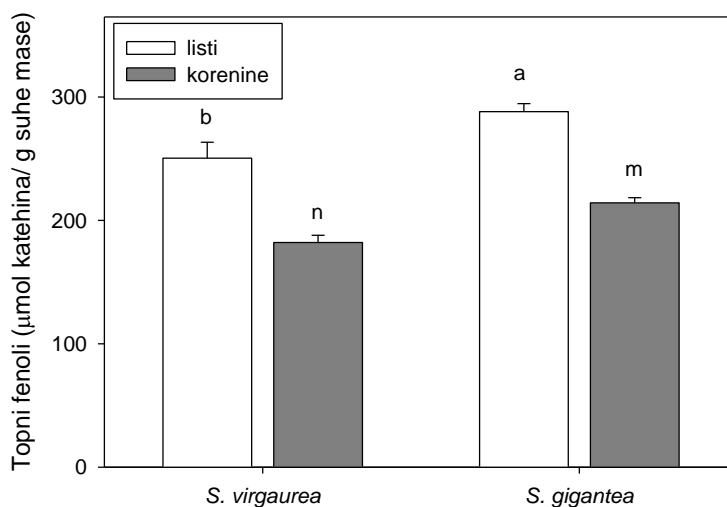 Topni fenoli (μmol katehina/ g suhe mase)
listi
korenine
300
200
100
0
b
n
a
m
S. virgaurea
S. gigantea